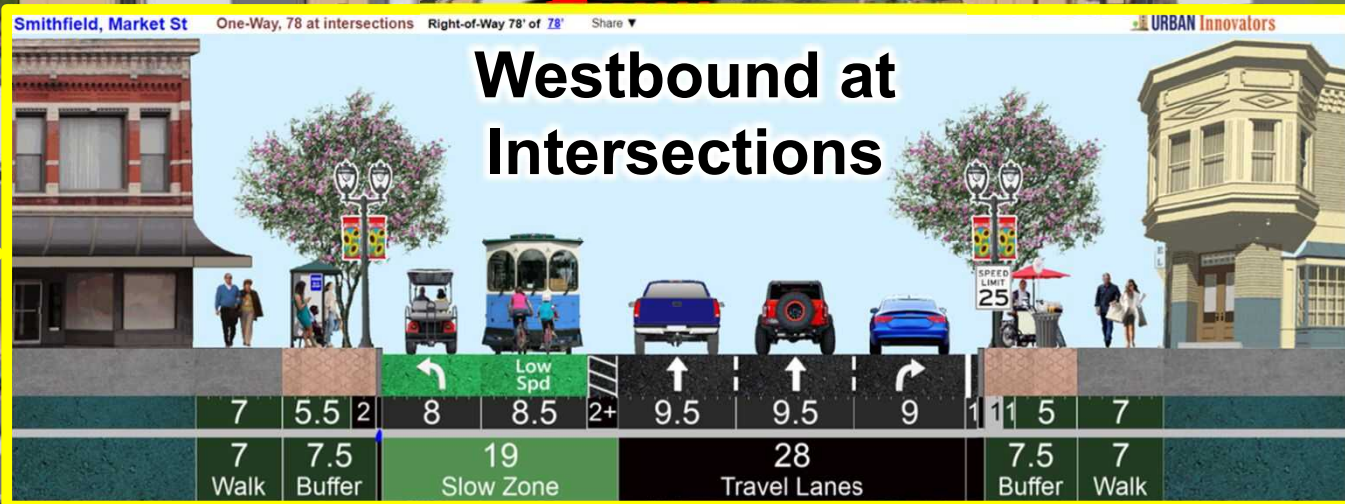 Smithfield, Market St One-Way, 78 at intersections Right-of-Way 78' of 78' Share ▼ URBAN Innovators
Westbound at
Intersections
SPEED
LIMIT
25
Low
Spd
7 5.5 2 8 8.5 2+ 9.5 9.5 9 1 1 1 5 7
7 7.5 19 28 7.5 7
Walk Buffer Slow Zone Travel Lanes Buffer Walk